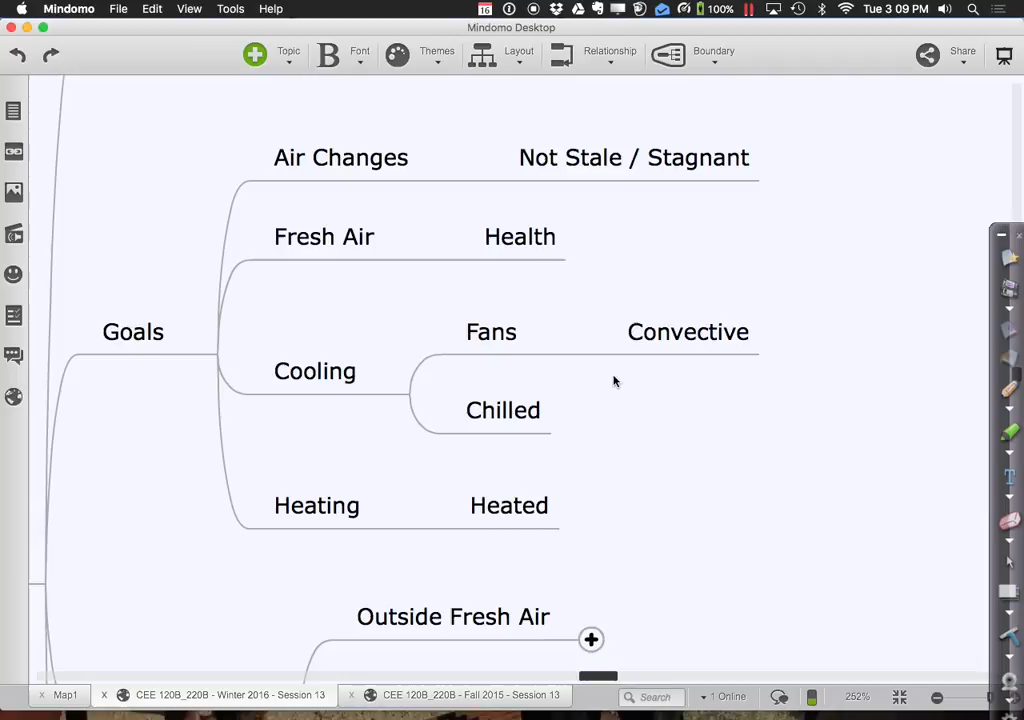 Mindomo File Edit View Tools Help 16 100% Tue 3 09 PM
Mindomo Desktop
Topic Font Themes Layout Relationship Boundary Share
Air Changes Not Stale / Stagnant
Fresh Air Health
Goals Fans Convective
Cooling
Chilled
Heating Heated
Outside Fresh Air
Map1 CEE 120B_220B - Winter 2016 - Session 13 CEE 120B_220B - Fall 2015 - Session 13 Search 1 Online 252%